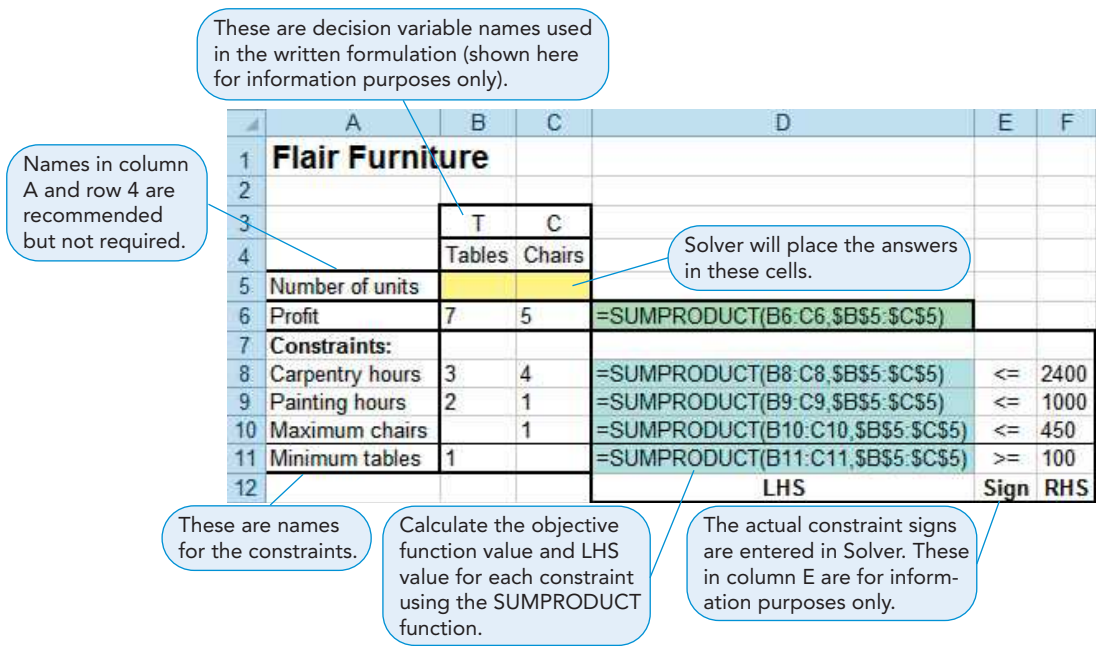 These are decision variable names used
in the written formulation (shown here
for information purposes only).
A B C D E F
Names in column
A and row 4 are
recommended
but not required.
1 Flair Furniture
2
3 T C
4 Tables Chairs
Solver will place the answers
in these cells.
5 Number of units
6 Profit 7 5 =SUMPRODUCT(B6:C6,$B$5:$C$5)
7 Constraints:
8 Carpentry hours 3 4 =SUMPRODUCT(B8:C8,$B$5:$C$5) <= 2400
9 Painting hours 2 1 =SUMPRODUCT(B9:C9,$B$5:$C$5) <= 1000
10 Maximum chairs 1 =SUMPRODUCT(B10:C10,$B$5:$C$5) <= 450
11 Minimum tables 1 =SUMPRODUCT(B11:C11,$B$5:$C$5) >= 100
12 LHS Sign RHS
These are names
for the constraints.
Calculate the objective
function value and LHS
value for each constraint
using the SUMPRODUCT
function.
The actual constraint signs
are entered in Solver. These
in column E are for inform-
ation purposes only.